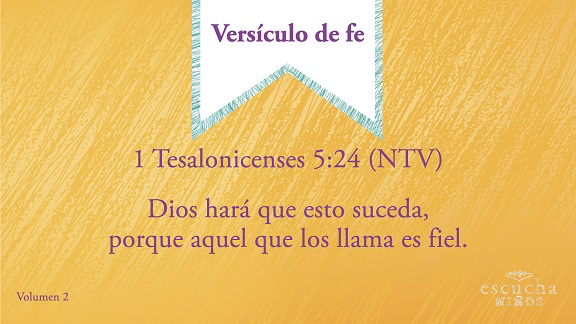 Versículo de fe
1 Tesalonicenses 5:24 (NTV)
Dios hará que esto suceda,
porque aquel que los llama es fiel.
Volumen 2
escucha
NIÑOS